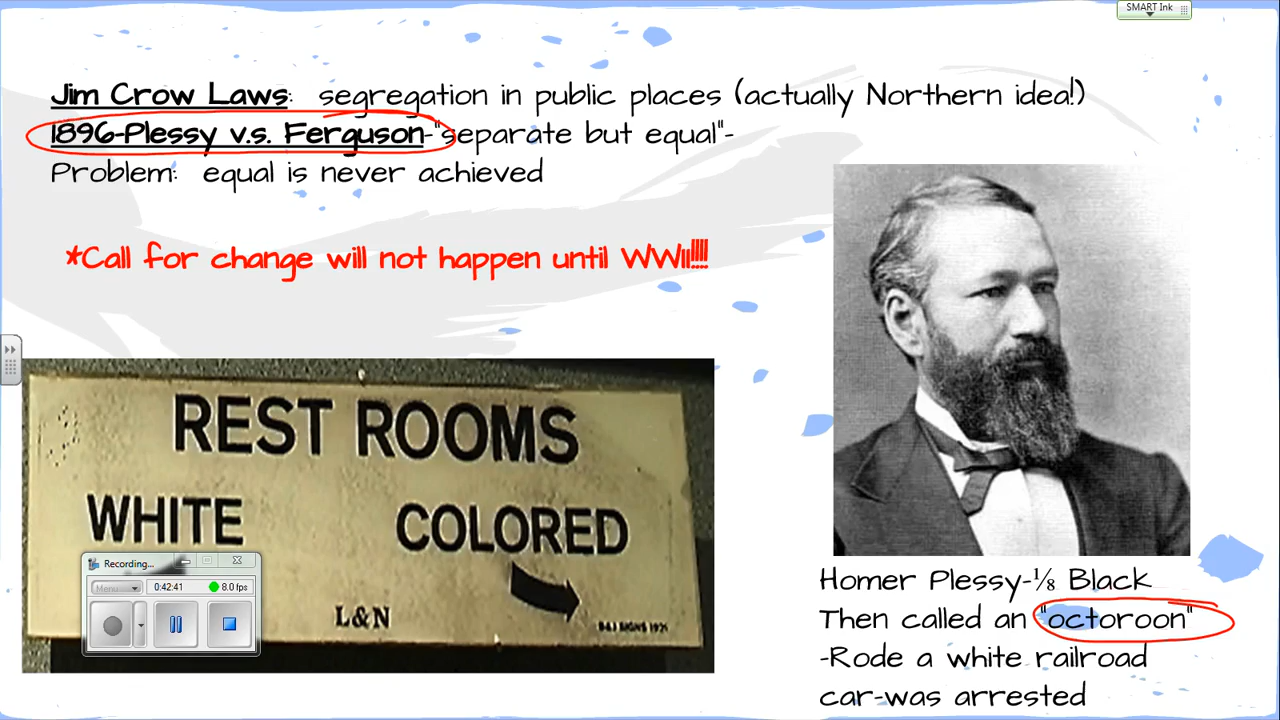 SMART Ink
Jim Crow Laws: segregation in public places (actually Northern idea!)
1896-Plessy v.s. Ferguson-"separate but equal"-
Problem: equal is never achieved
*Call for change will not happen until WWII!!!!
REST ROOMS
WHITE COLORED
L&N
Recording...
Menu 0:42:41 8.0 fps
Homer Plessy-⅛ Black
Then called an "octoroon"
-Rode a white railroad
car-was arrested